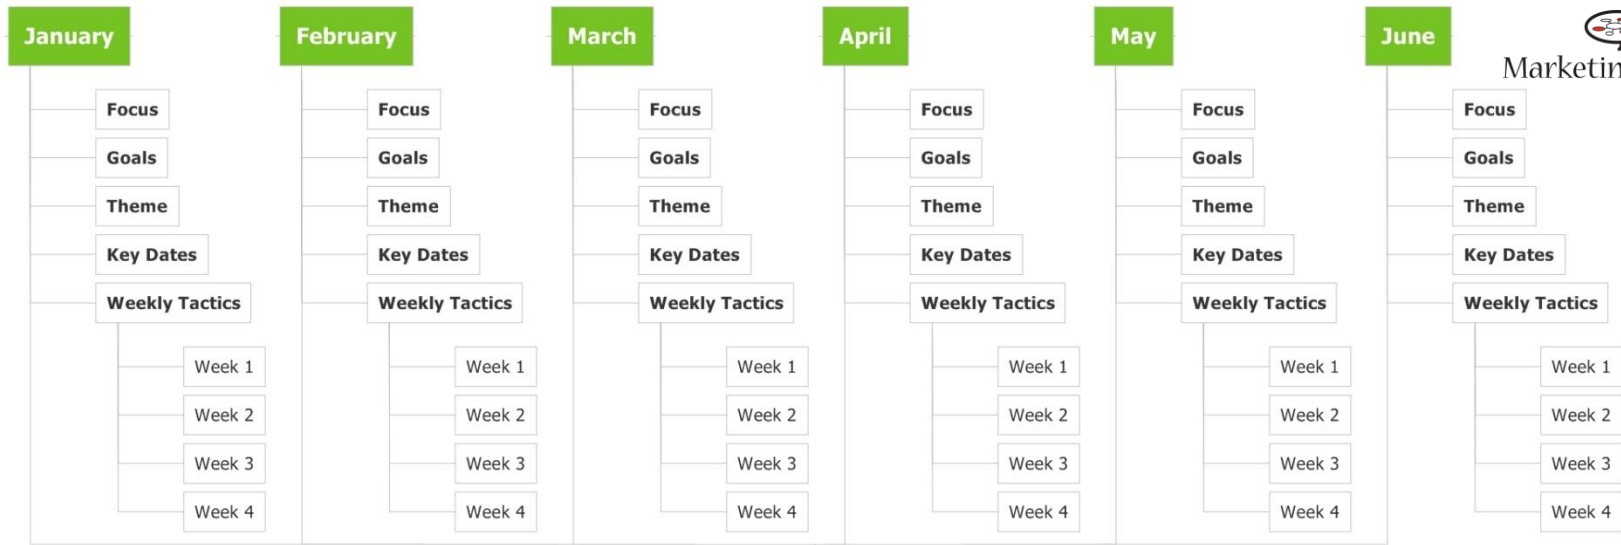 January
Focus
Goals
Theme
Key Dates
Weekly Tactics
Week 1
Week 2
Week 3
Week 4
February
Focus
Goals
Theme
Key Dates
Weekly Tactics
Week 1
Week 2
Week 3
Week 4
March
Focus
Goals
Theme
Key Dates
Weekly Tactics
Week 1
Week 2
Week 3
Week 4
April
Focus
Goals
Theme
Key Dates
Weekly Tactics
Week 1
Week 2
Week 3
Week 4
May
Focus
Goals
Theme
Key Dates
Weekly Tactics
Week 1
Week 2
Week 3
Week 4
June
Focus
Goals
Theme
Key Dates
Weekly Tactics
Week 1
Week 2
Week 3
Week 4